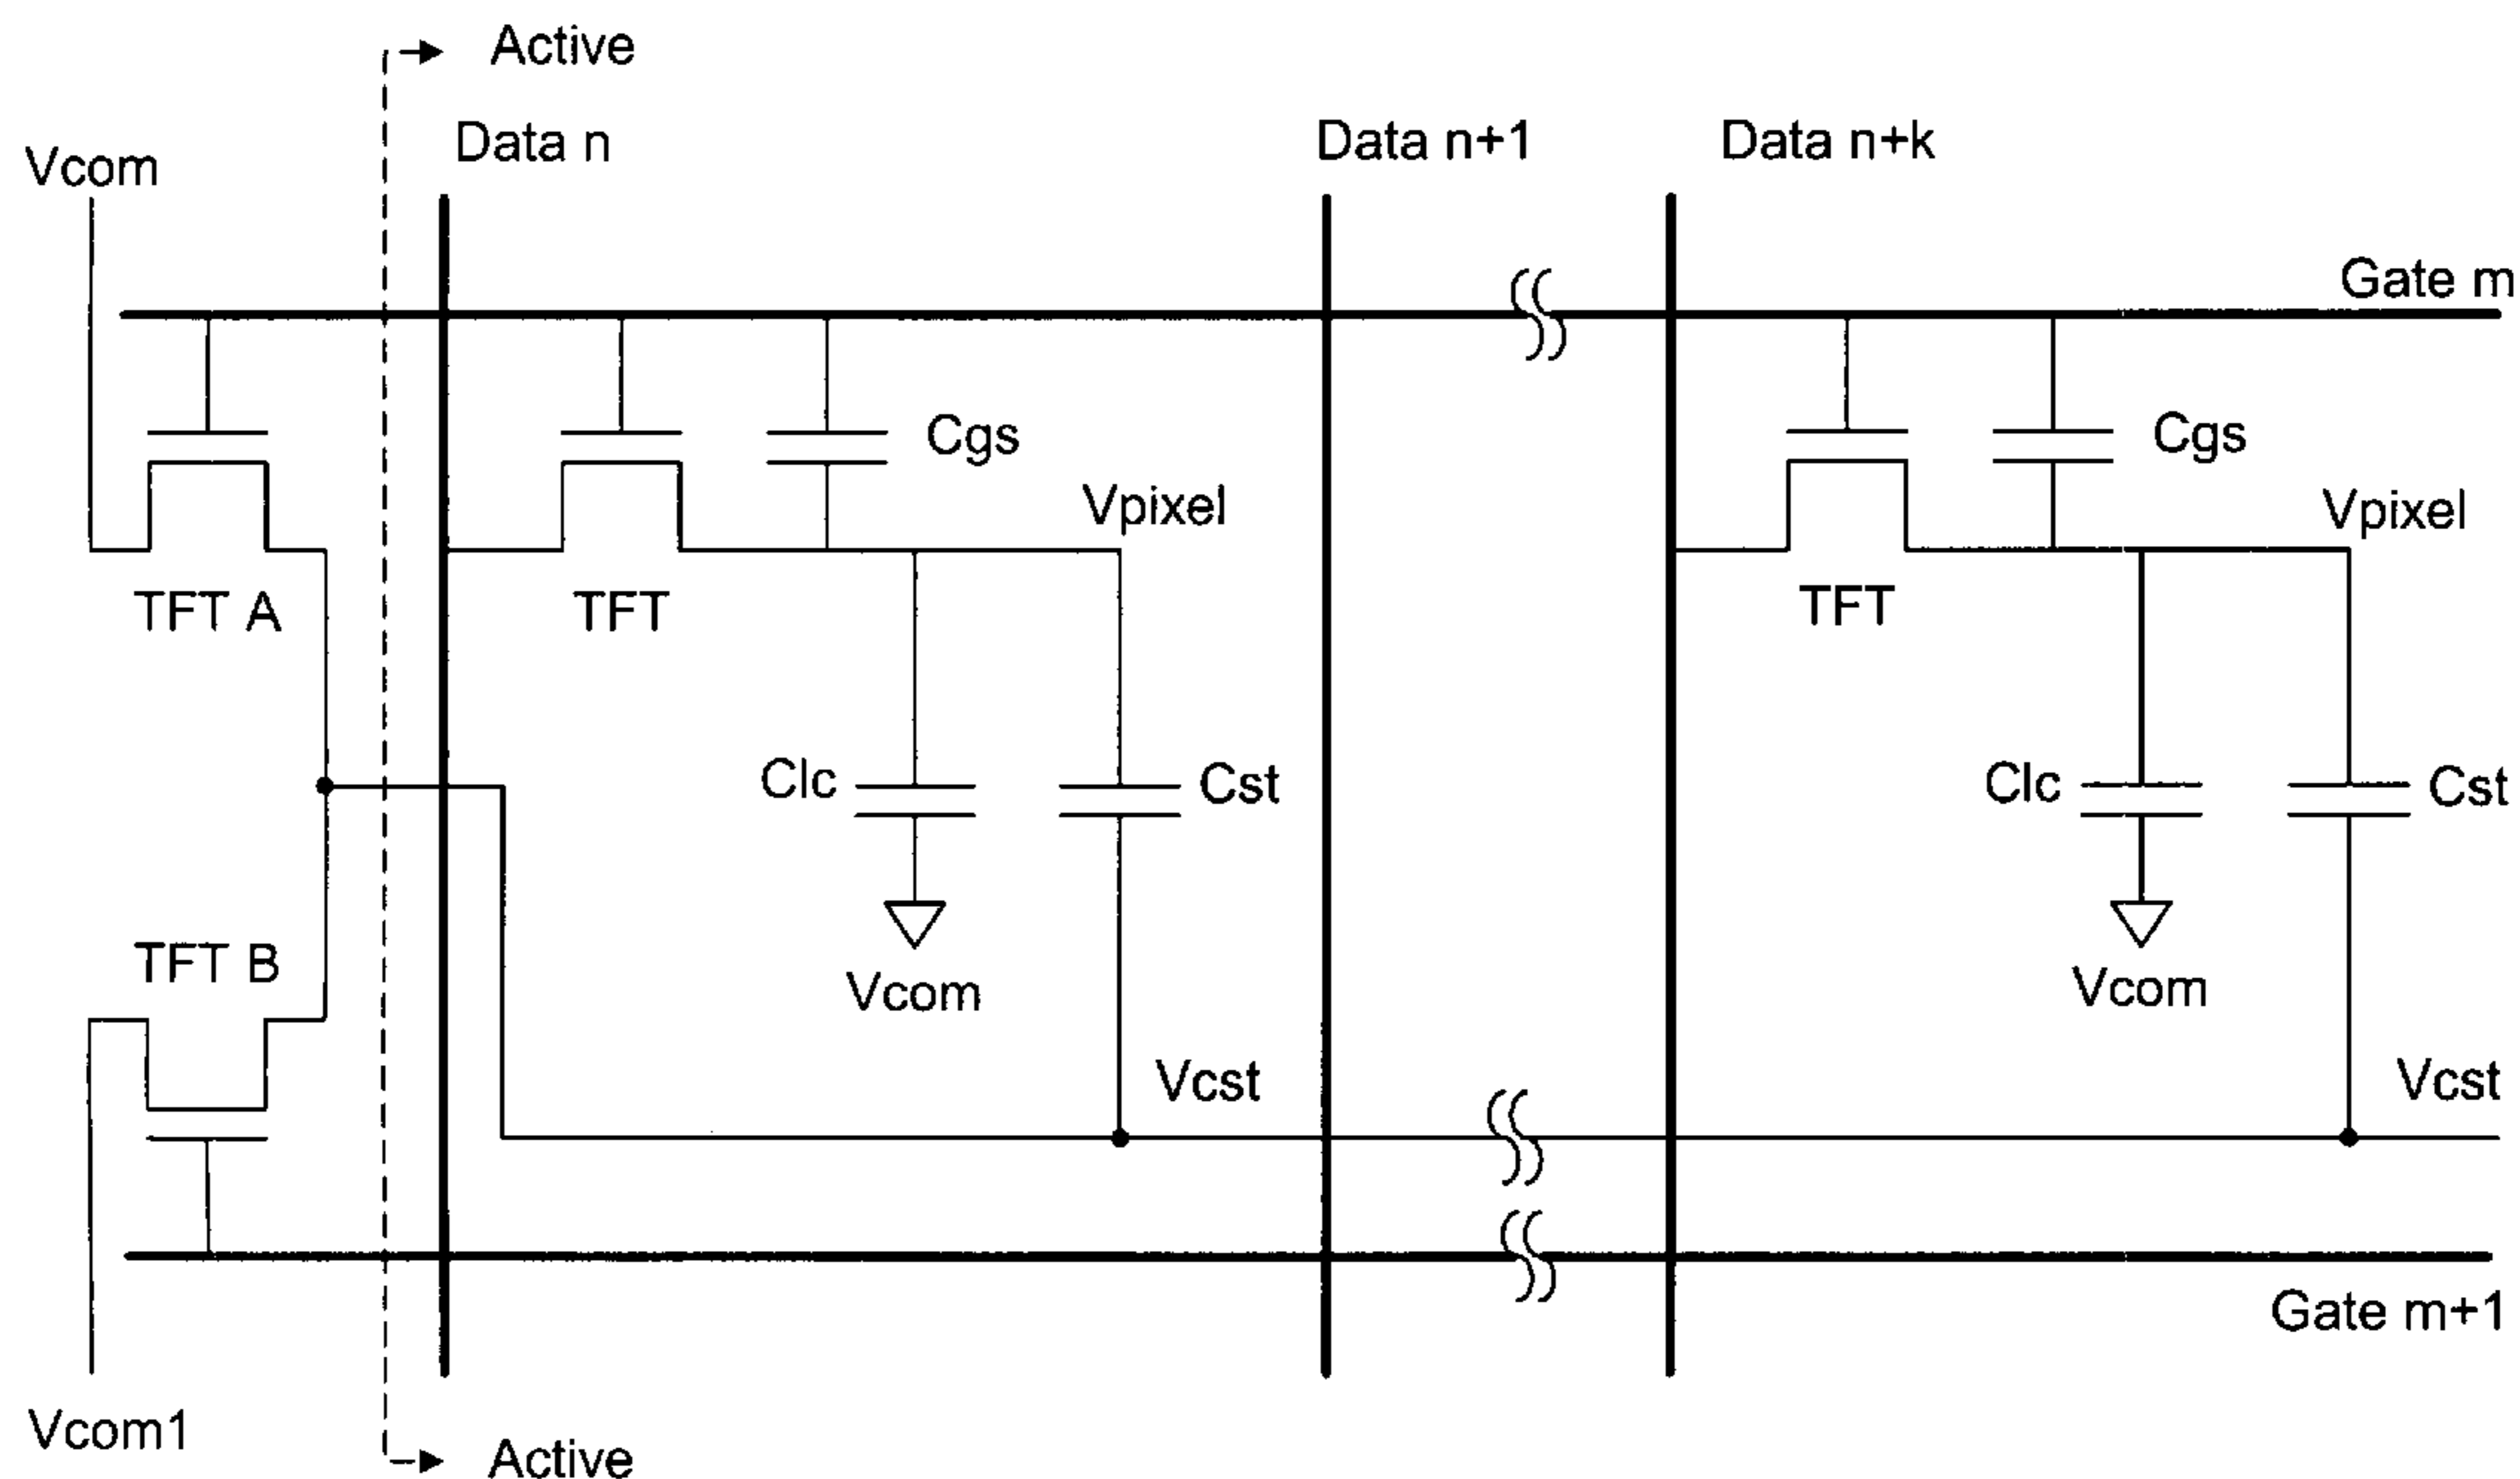 Active
Data n
Data n+1
Data n+k
Vcom
Gate m
Cgs
Cgs
Vpixel
Vpixel
TFT A
TFT
TFT
Clc
Cst
Clc
Cst
TFT B
Vcom
Vcom
Vcst
Vcst
Gate m+1
Vcom1
Active